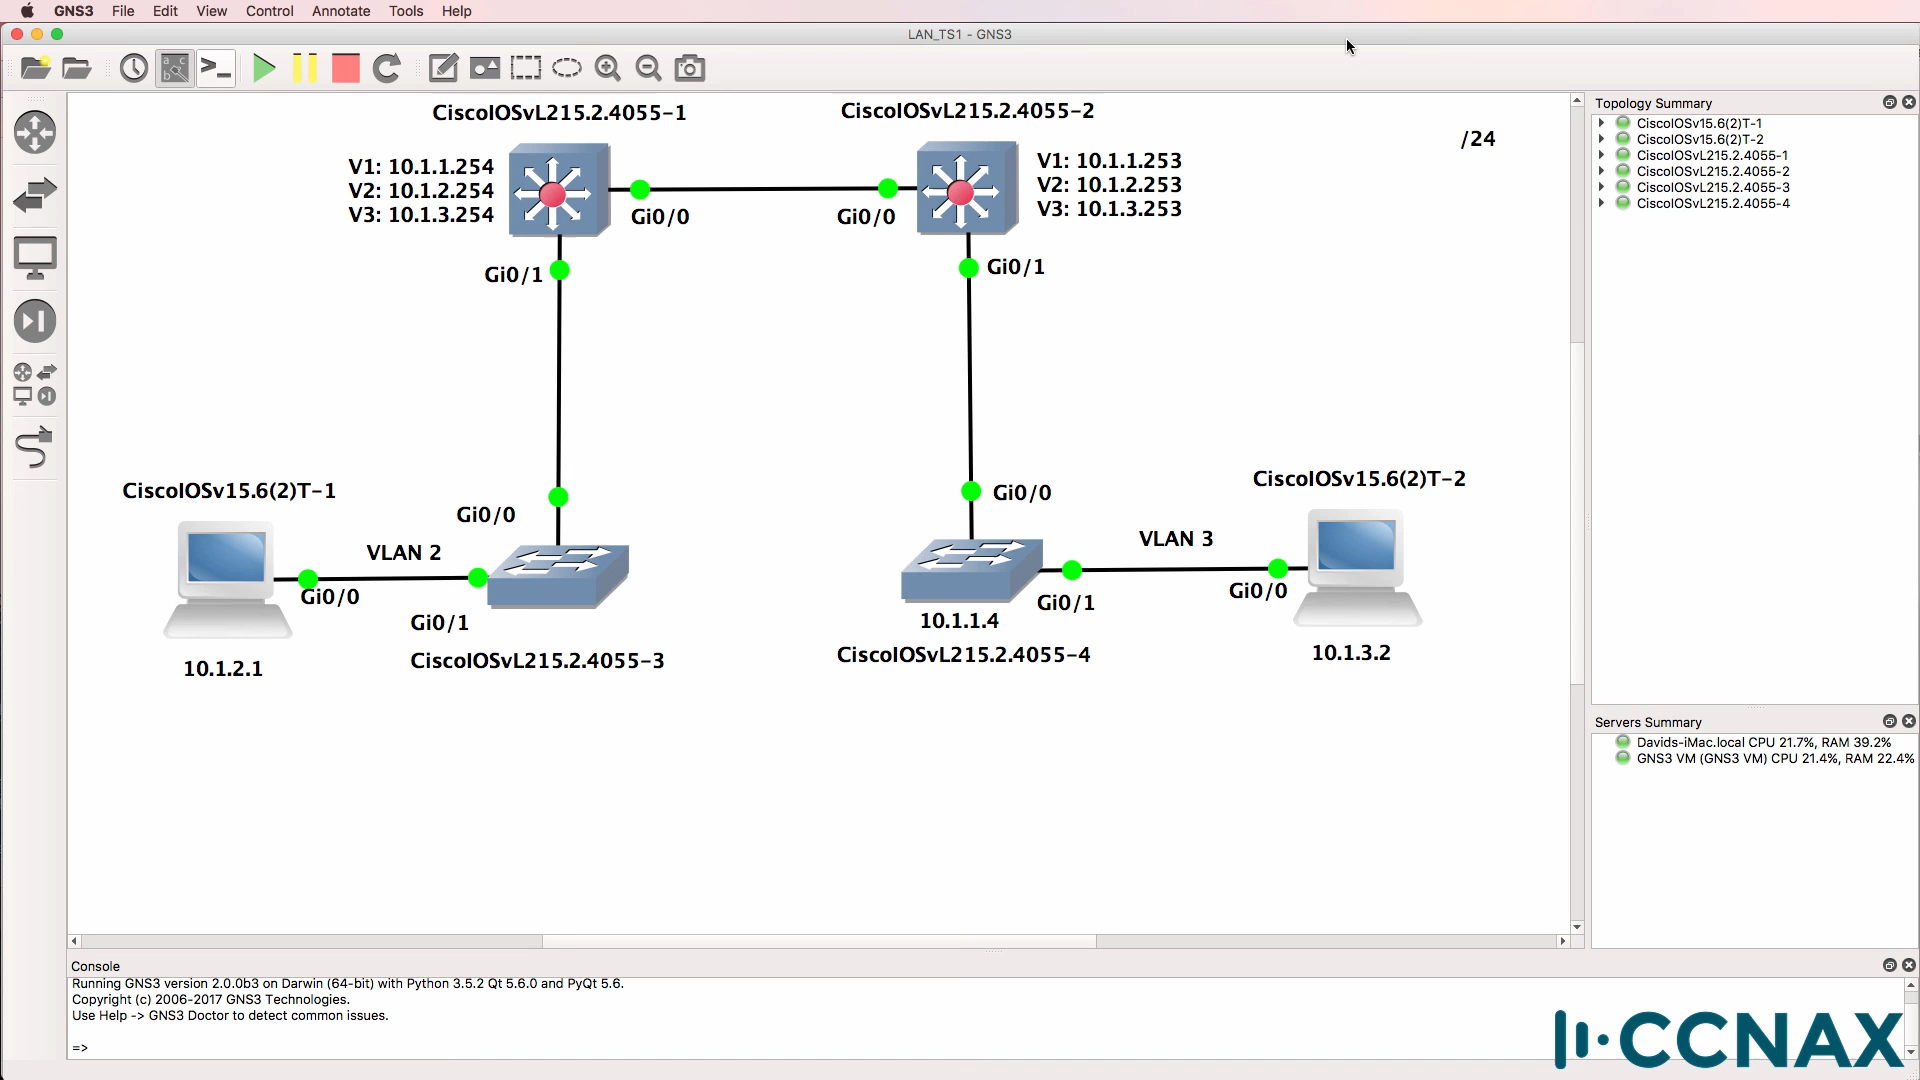 GNS3 File Edit View Control Annotate Tools Help
LAN_TS1 - GNS3
CiscoIOSvL215.2.4055-1
CiscoIOSvL215.2.4055-2
/24
V1: 10.1.1.254
V2: 10.1.2.254
V3: 10.1.3.254
V1: 10.1.1.253
V2: 10.1.2.253
V3: 10.1.3.253
Gi0/0
Gi0/0
Gi0/1
Gi0/1
CiscoIOSv15.6(2)T-1
Gi0/0
Gi0/0
CiscoIOSv15.6(2)T-2
VLAN 2
VLAN 3
Gi0/0
Gi0/1
Gi0/1
Gi0/0
10.1.2.1
CiscoIOSvL215.2.4055-3
10.1.1.4
CiscoIOSvL215.2.4055-4
10.1.3.2
Topology Summary
CiscoIOSv15.6(2)T-1
CiscoIOSv15.6(2)T-2
CiscoIOSvL215.2.4055-1
CiscoIOSvL215.2.4055-2
CiscoIOSvL215.2.4055-3
CiscoIOSvL215.2.4055-4
Servers Summary
Davids-iMac.local CPU 21.7%, RAM 39.2%
GNS3 VM (GNS3 VM) CPU 21.4%, RAM 22.4%
Console
Running GNS3 version 2.0.0b3 on Darwin (64-bit) with Python 3.5.2 Qt 5.6.0 and PyQt 5.6.
Copyright (c) 2006-2017 GNS3 Technologies.
Use Help -> GNS3 Doctor to detect common issues.
=>
CCNAX